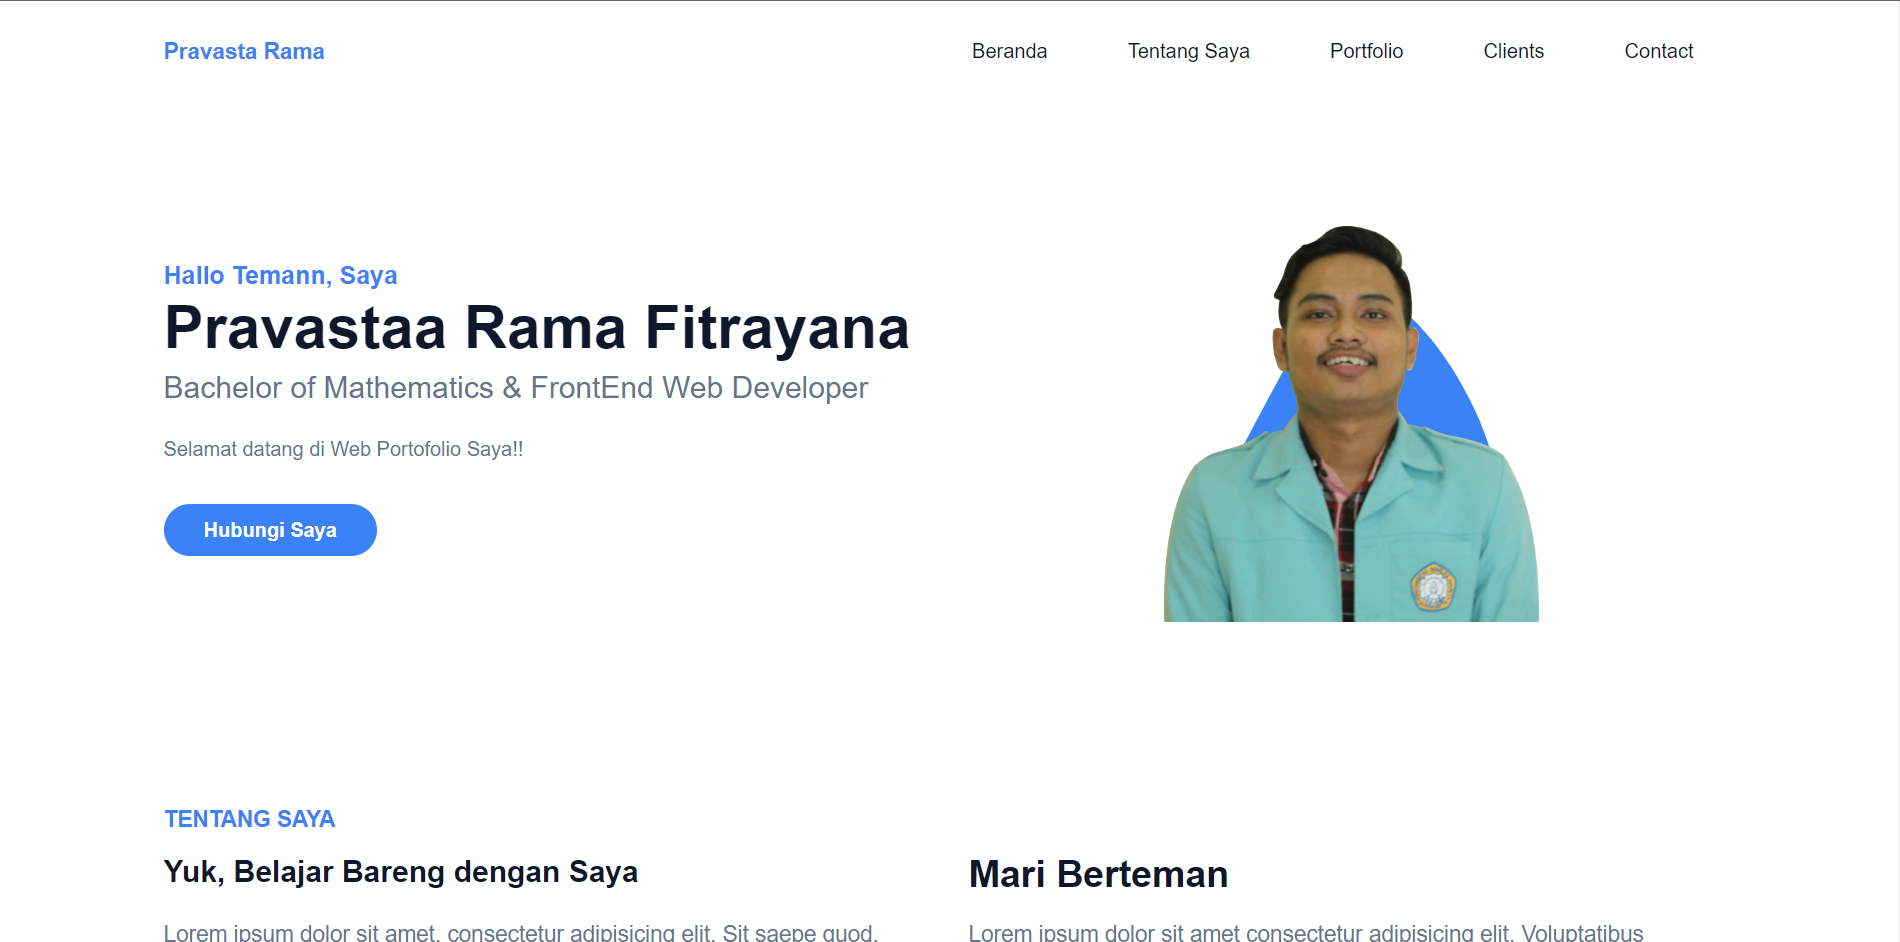 Pravasta Rama
Beranda
Tentang Saya
Portfolio
Clients
Contact
Hallo Temann, Saya
Pravastaa Rama Fitrayana
Bachelor of Mathematics & FrontEnd Web Developer
Selamat datang di Web Portofolio Saya!!
Hubungi Saya
TENTANG SAYA
Yuk, Belajar Bareng dengan Saya
Lorem ipsum dolor sit amet, consectetur adipisicing elit. Sit saepe quod,
Mari Berteman
Lorem ipsum dolor sit amet consectetur adipisicing elit. Voluptatibus